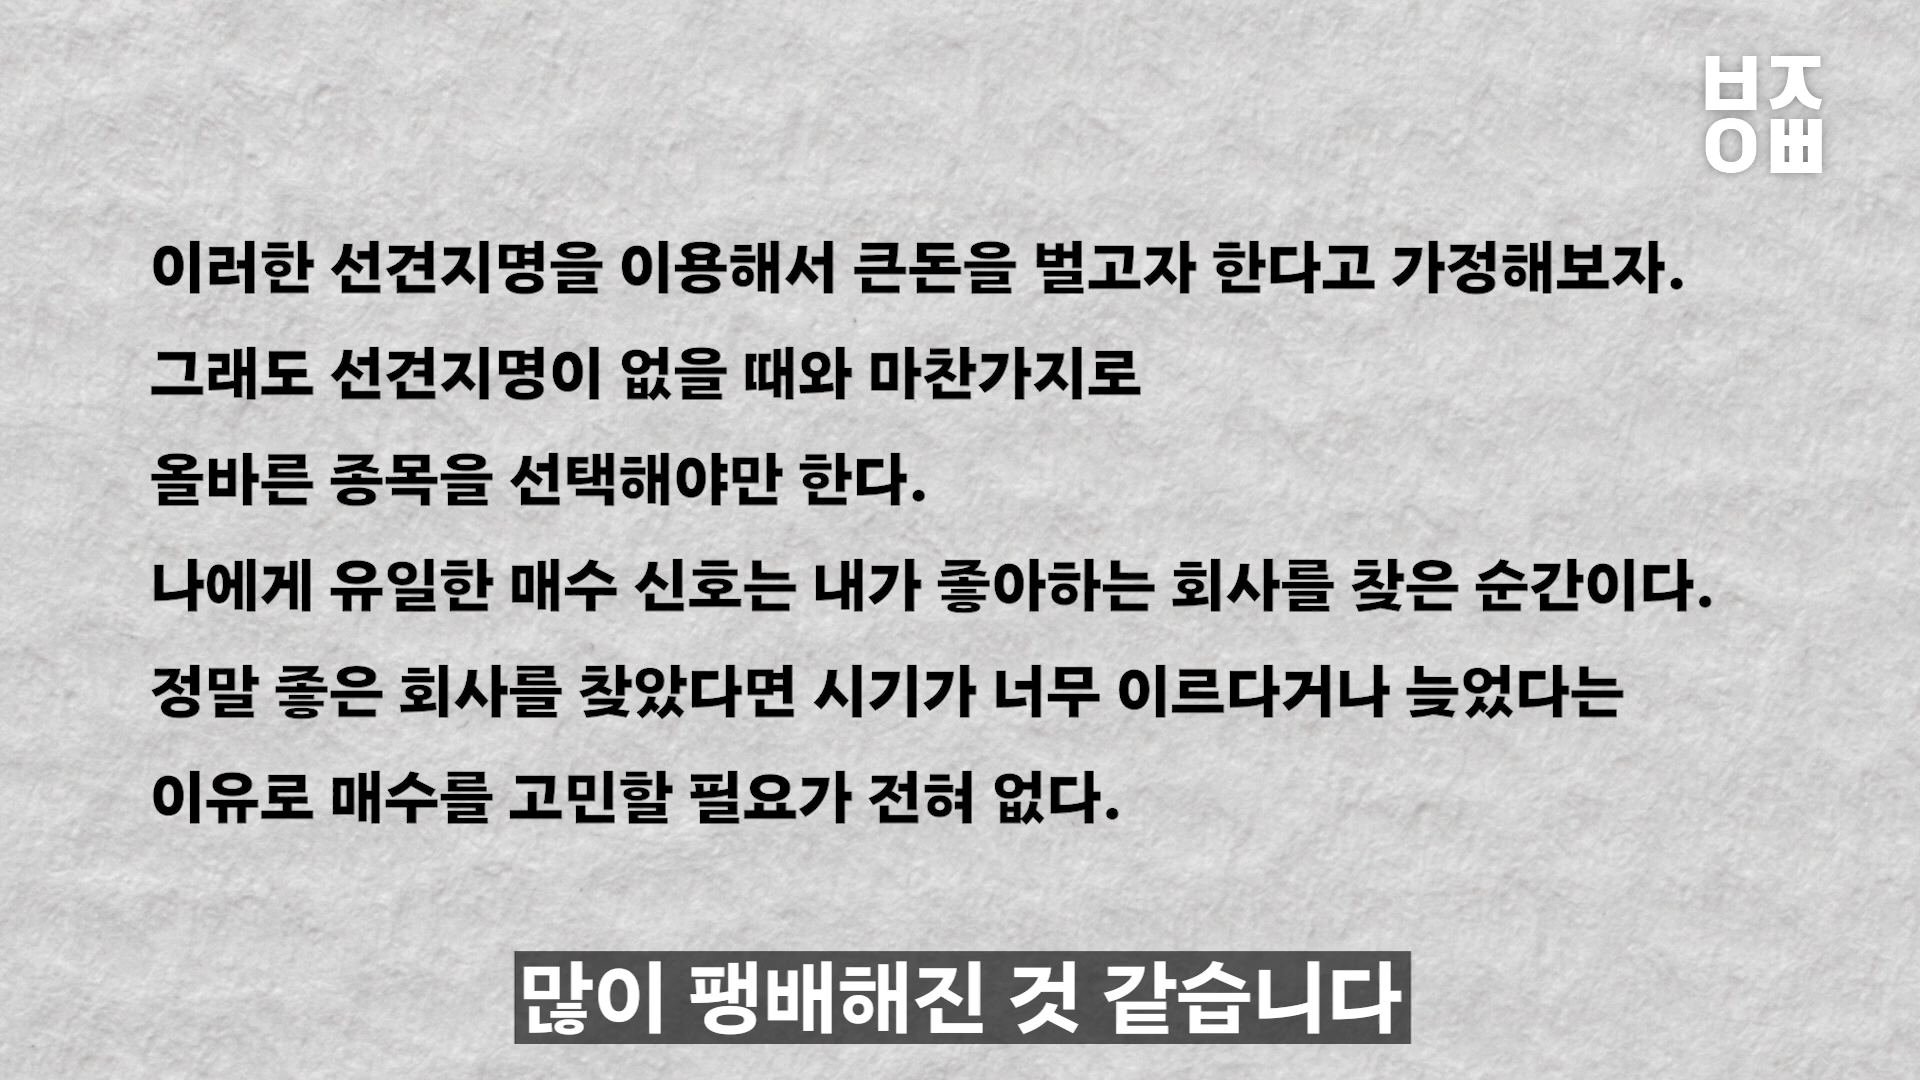 붕
쥬뻬
이러한 선견지명을 이용해서 큰돈을 벌고자 한다고 가정해보자.
그래도 선견지명이 없을 때와 마찬가지로
올바른 종목을 선택해야만 한다.
나에게 유일한 매수 신호는 내가 좋아하는 회사를 찾은 순간이다.
정말 좋은 회사를 찾았다면 시기가 너무 이르다거나 늦었다는
이유로 매수를 고민할 필요가 전혀 없다.
많이 팽배해진 것 같습니다